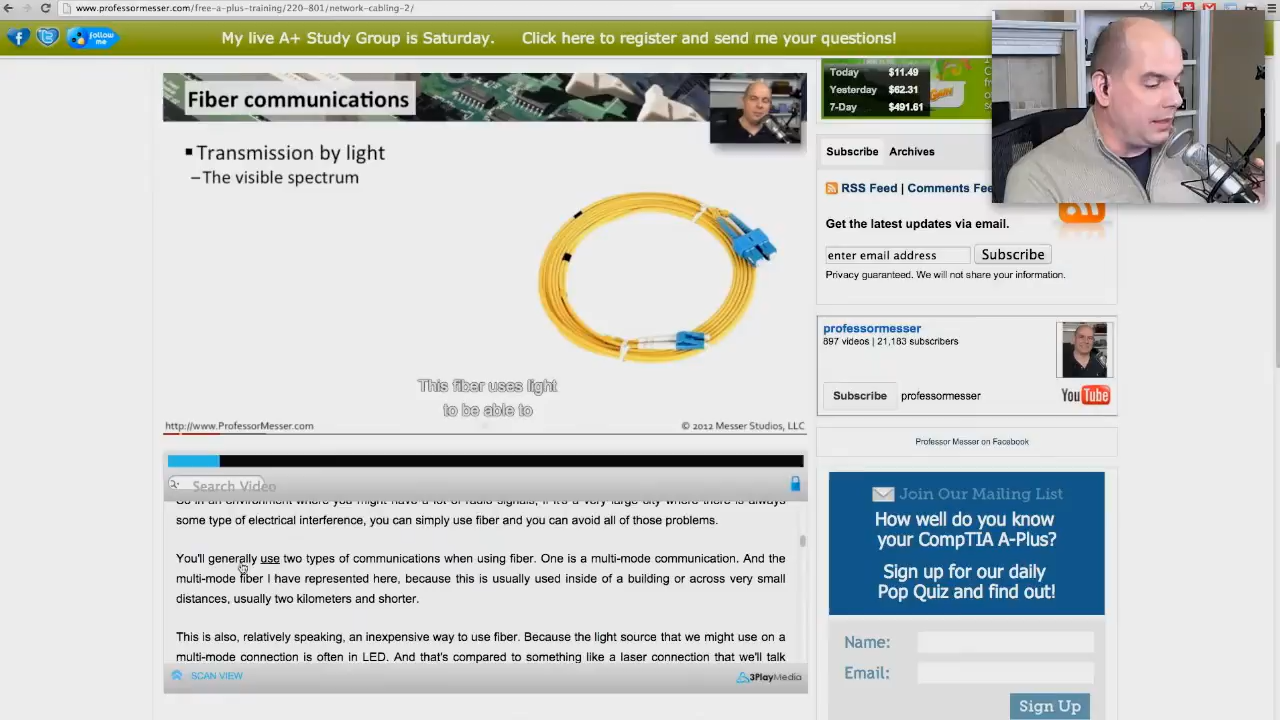 www.professormesser.com/free-a-plus-training/220-801/network-cabling-2/
follow
me
My live A+ Study Group is Saturday. Click here to register and send me your questions!
Fiber communications
Transmission by light
–The visible spectrum
This fiber uses light
to be able to
http://www.ProfessorMesser.com
© 2012 Messer Studios, LLC
Search Video
some type of electrical interference, you can simply use fiber and you can avoid all of those problems.
You'll generally use two types of communications when using fiber. One is a multi-mode communication. And the
multi-mode fiber I have represented here, because this is usually used inside of a building or across very small
distances, usually two kilometers and shorter.
This is also, relatively speaking, an inexpensive way to use fiber. Because the light source that we might use on a
multi-mode connection is often in LED. And that's compared to something like a laser connection that we'll talk
SCAN VIEW
3PlayMedia
Today $11.49
Yesterday $62.31
7-Day $491.61
Subscribe Archives
RSS Feed | Comments Fee
Get the latest updates via email.
enter email address Subscribe
Privacy guaranteed. We will not share your information.
professormesser
897 videos | 21,183 subscribers
Subscribe professormesser
YouTube
Professor Messer on Facebook
Join Our Mailing List
How well do you know
your CompTIA A-Plus?
Sign up for our daily
Pop Quiz and find out!
Name:
Email:
Sign Up